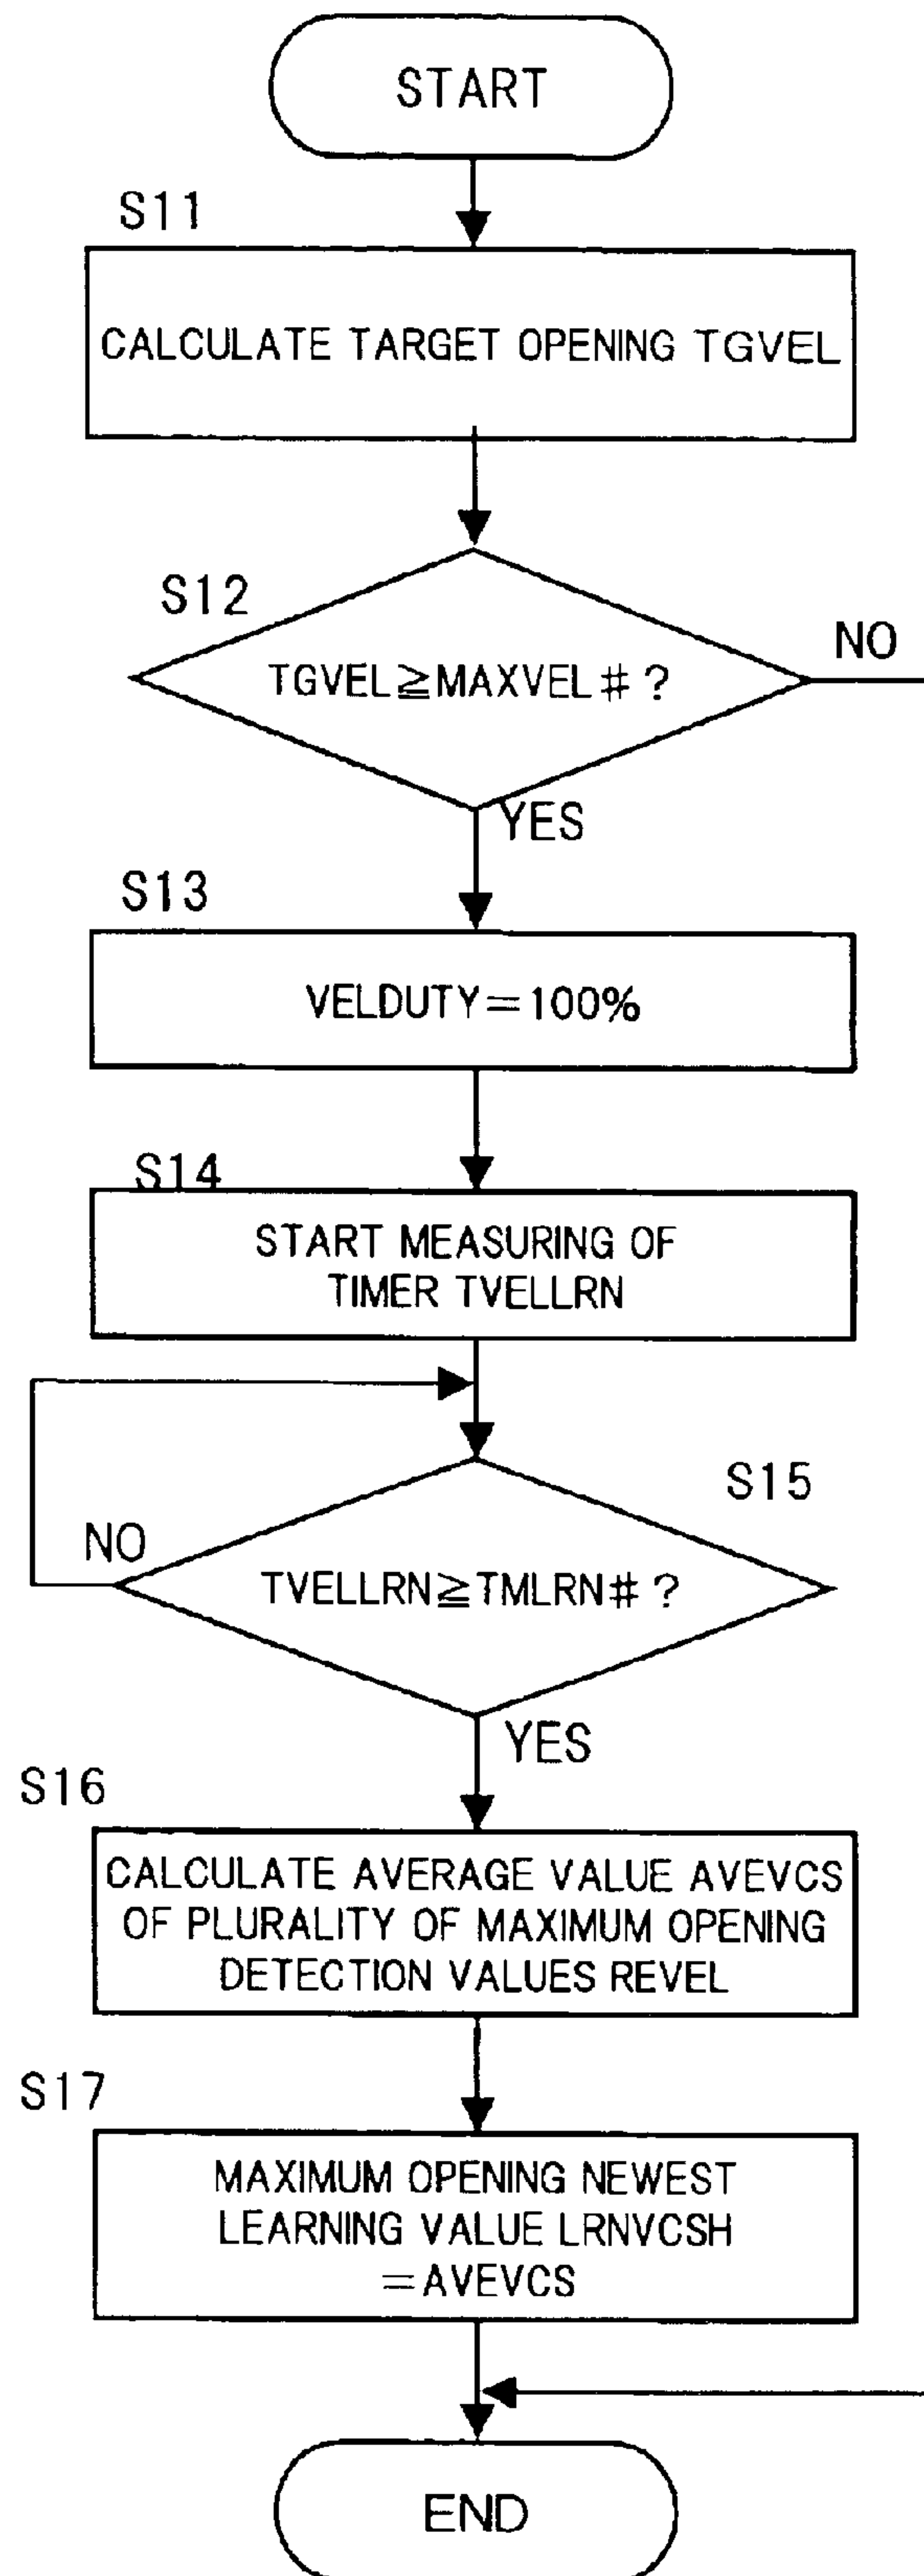 START
S11
CALCULATE TARGET OPENING TGVEL
S12
TGVEL≧MAXVEL#?
NO
YES
S13
VELDUTY=100%
S14
START MEASURING OF
TIMER TVELLRN
S15
NO
TVELLRN≧TMLRN#?
YES
S16
CALCULATE AVERAGE VALUE AVEVCS
OF PLURALITY OF MAXIMUM OPENING
DETECTION VALUES REVEL
S17
MAXIMUM OPENING NEWEST
LEARNING VALUE LRNVCSH
=AVEVCS
END